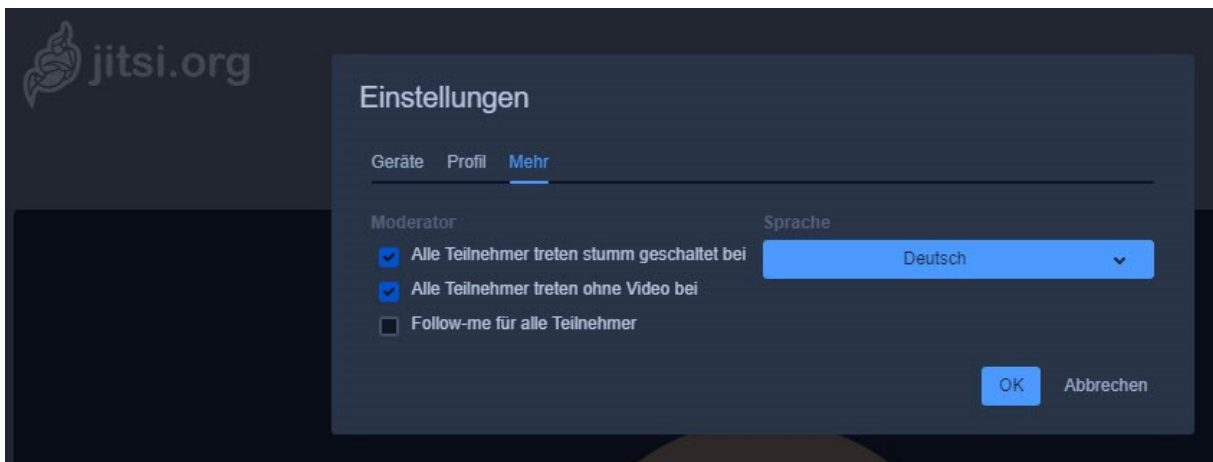 jitsi.org
Einstellungen
Geräte Profil Mehr
Moderator
Alle Teilnehmer treten stumm geschaltet bei
Alle Teilnehmer treten ohne Video bei
Follow-me für alle Teilnehmer
Sprache
Deutsch
OK Abbrechen